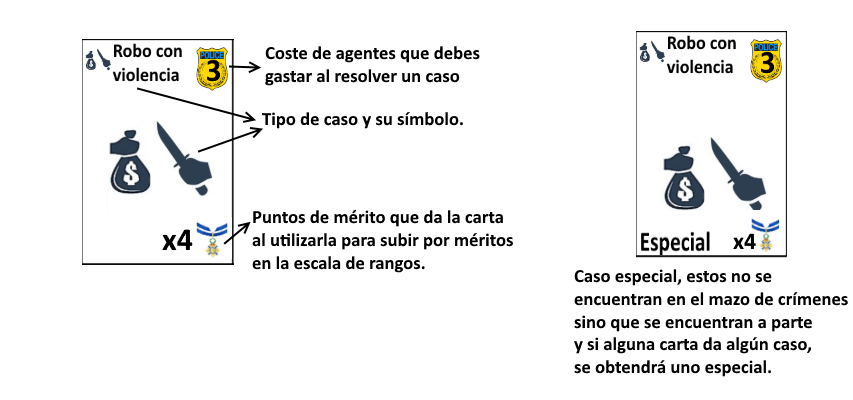 Robo con
violencia
POLICE
3
Coste de agentes que debes
gastar al resolver un caso
Tipo de caso y su símbolo.
$
Puntos de mérito que da la carta
al utilizarla para subir por méritos
en la escala de rangos.
x4
Robo con
violencia
POLICE
3
$
Especial
x4
Caso especial, estos no se
encuentran en el mazo de crímenes
sino que se encuentran a parte
y si alguna carta da algún caso,
se obtendrá uno especial.